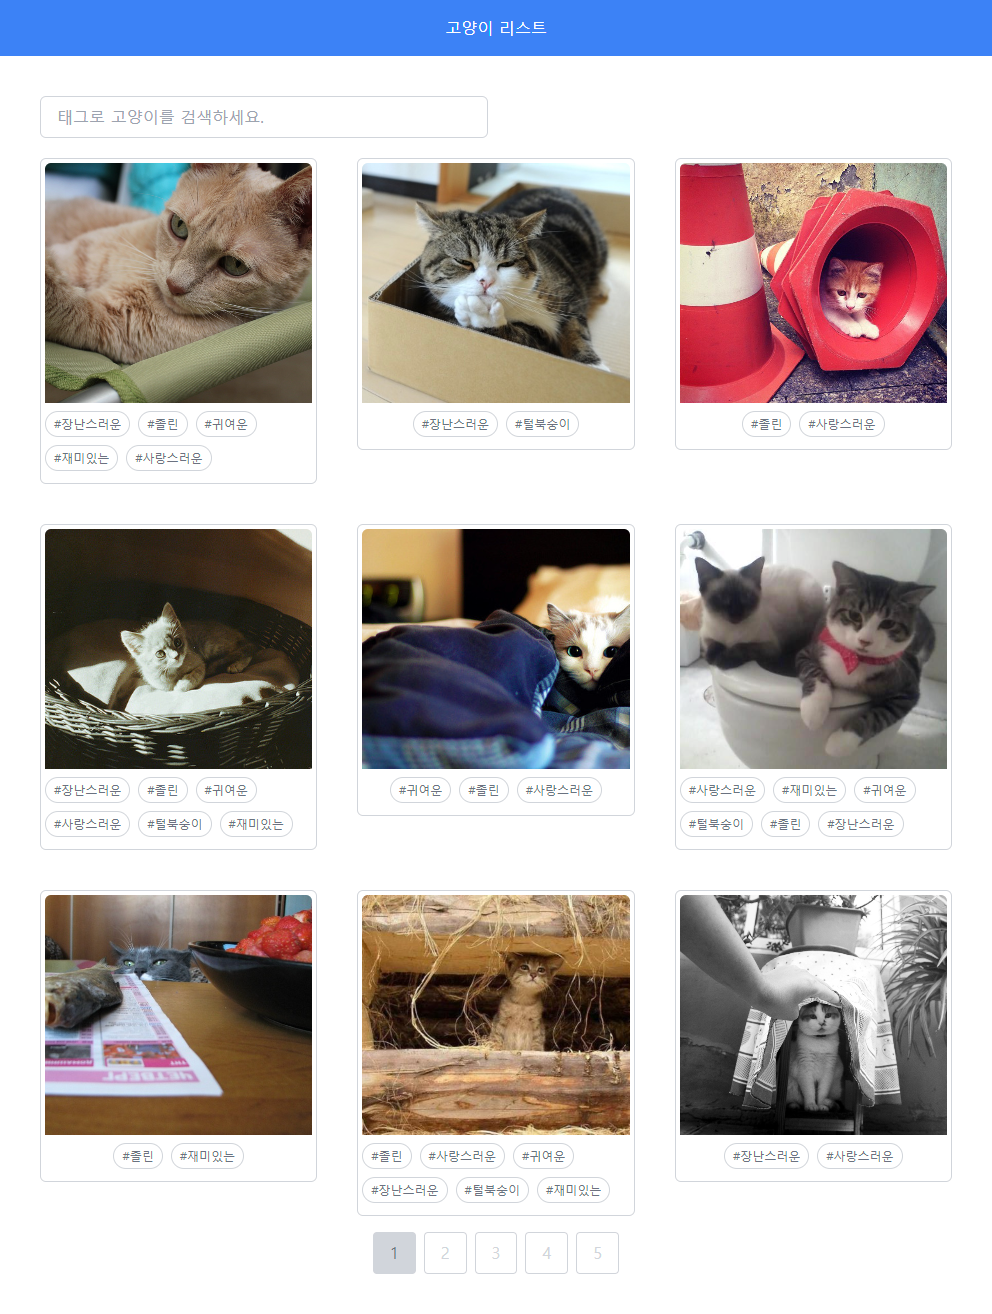 고양이 리스트
태그로 고양이를 검색하세요.
#장난스러운 #졸린 #귀여운
#재미있는 #사랑스러운
#장난스러운 #털북숭이
#졸린 #사랑스러운
#장난스러운 #졸린 #귀여운
#사랑스러운 #털북숭이 #재미있는
#귀여운 #졸린 #사랑스러운
#사랑스러운 #재미있는 #귀여운
#털북숭이 #졸린 #장난스러운
ЧЕТВЕРГ
#졸린 #재미있는
#졸린 #사랑스러운 #귀여운
#장난스러운 #털북숭이 #재미있는
#장난스러운 #사랑스러운
1 2 3 4 5